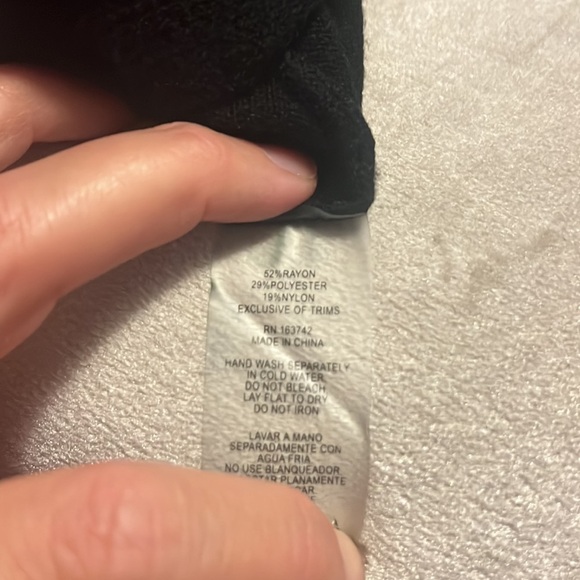 52%RAYON
29%POLYESTER
19%NYLON
EXCLUSIVE OF TRIMS
RN 163742
MADE IN CHINA
HAND WASH SEPARATELY
IN COLD WATER,
DO NOT BLEACH
LAY FLAT TO DRY
DO NOT IRON
LAVAR A MANO
SEPARADAMENTE CON
AGUA FRIA
NO USE BLANQUEADOR
PLANAMENTE